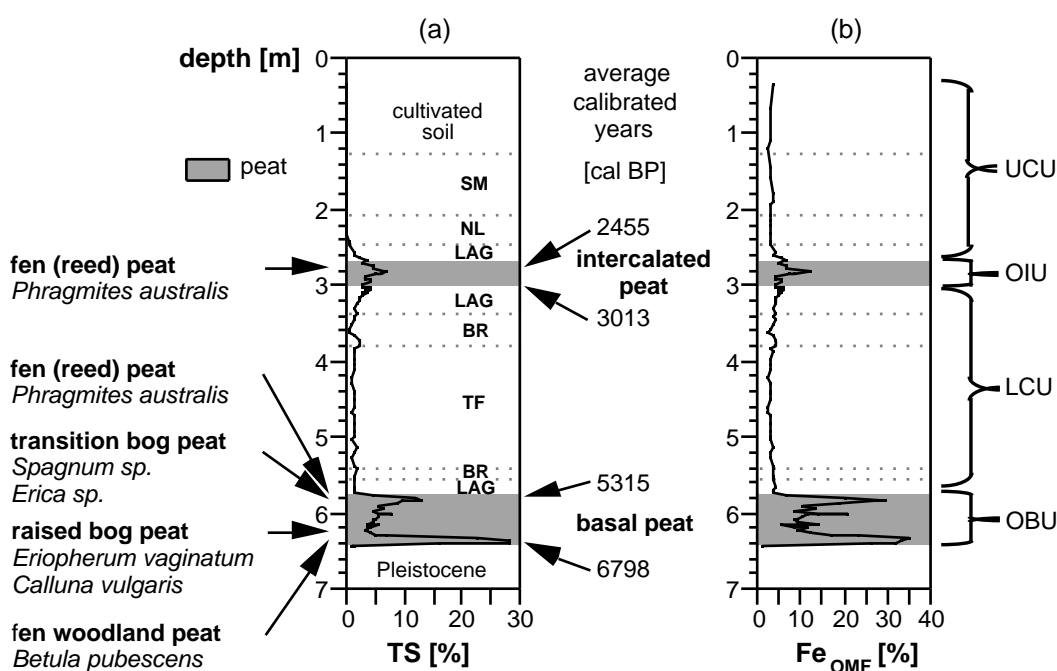 (a)
(b)
depth [m]
0
1
2
3
4
5
6
7
peat
cultivated
soil
SM
NL
LAG
LAG
BR
TF
BR
LAG
Pleistocene
0 10 20 30
TS [%]
average
calibrated
years
[cal BP]
2455
intercalated
peat
3013
5315
basal peat
6798
fen (reed) peat
Phragmites australis
fen (reed) peat
Phragmites australis
transition bog peat
Spagnum sp.
Erica sp.
raised bog peat
Eriopherum vaginatum
Calluna vulgaris
fen woodland peat
Betula pubescens
0
1
2
3
4
5
6
7
0 10 20 30 40
Fe OMF [%]
UCU
OIU
LCU
OBU